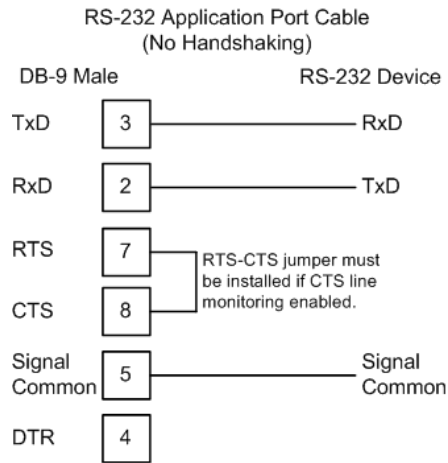 RS-232 Application Port Cable
(No Handshaking)
DB-9 Male
RS-232 Device
TxD 3 RxD
RxD 2 TxD
RTS 7
RTS-CTS jumper must
be installed if CTS line
monitoring enabled.
CTS 8
Signal
Common 5 Signal
Common
DTR 4